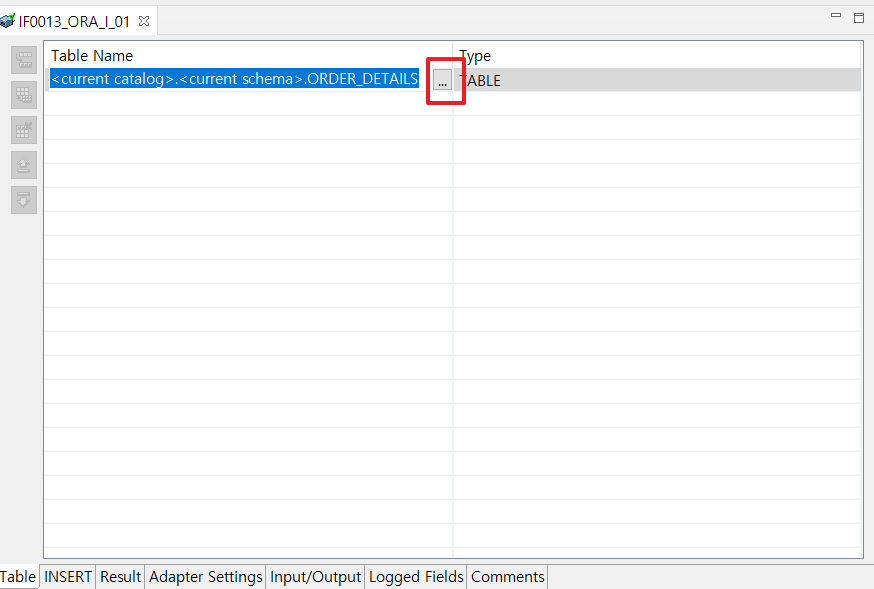 IF0013_ORA_I_01
Table Name Type
<current catalog>.<current schema>.ORDER_DETAILS ... TABLE
Table INSERT Result Adapter Settings Input/Output Logged Fields Comments